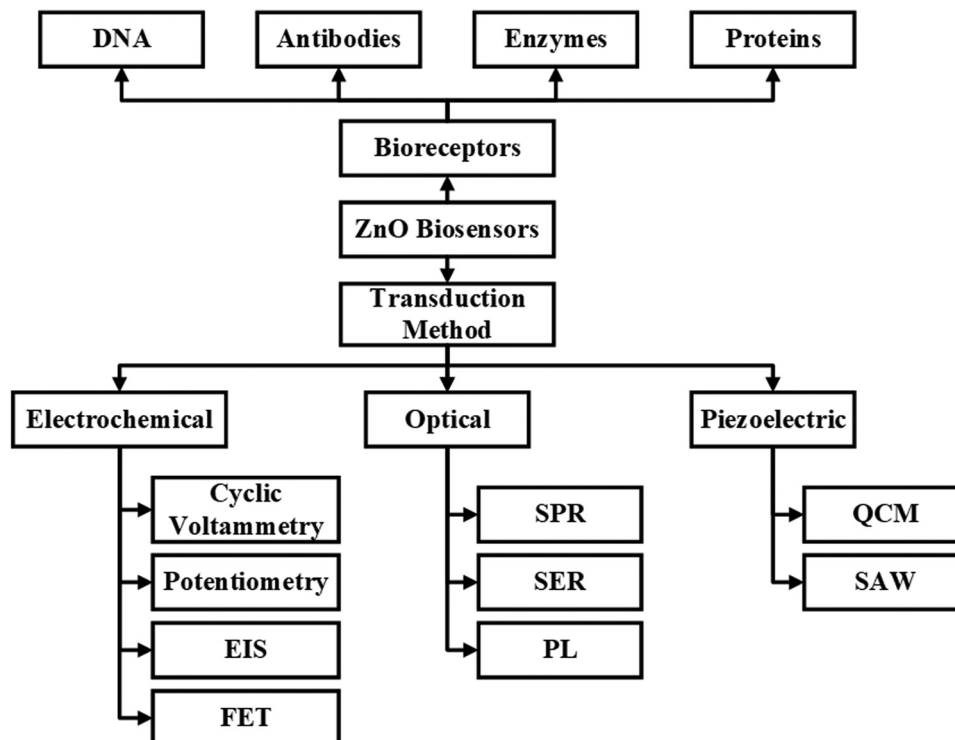 DNA
Antibodies
Enzymes
Proteins
Bioreceptors
ZnO Biosensors
Transduction
Method
Electrochemical
Optical
Piezoelectric
Cyclic
Voltammetry
Potentiometry
EIS
FET
SPR
SER
PL
QCM
SAW